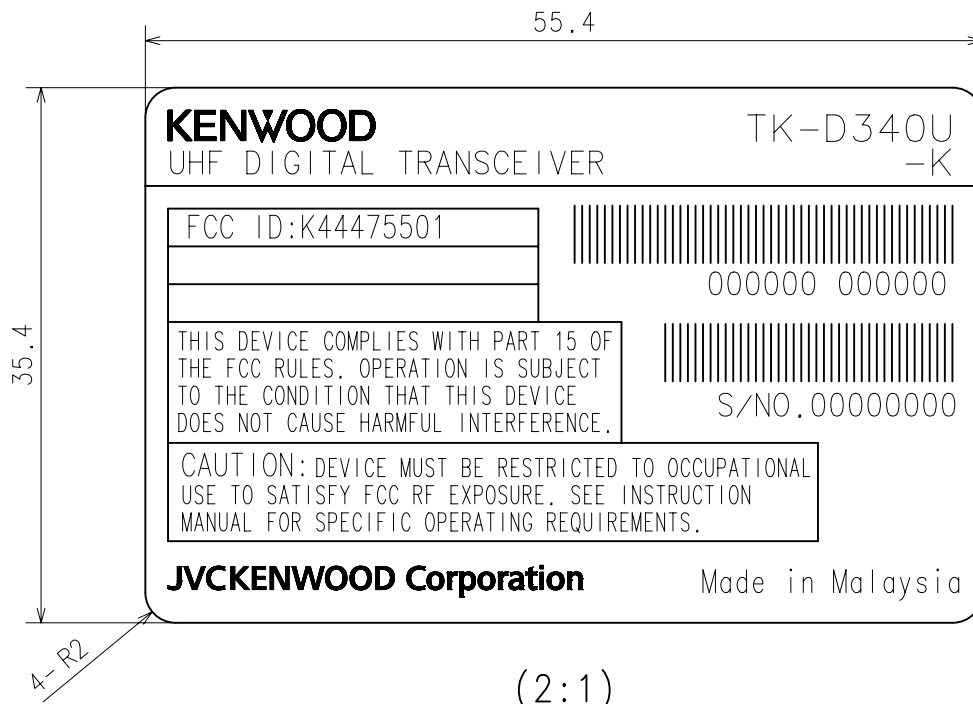 55.4
35.4
KENWOOD
UHF DIGITAL TRANSCEIVER
TK-D340U
-K
FCC ID:K44475501
000000 000000
THIS DEVICE COMPLIES WITH PART 15 OF
THE FCC RULES. OPERATION IS SUBJECT
TO THE CONDITION THAT THIS DEVICE
DOES NOT CAUSE HARMFUL INTERFERENCE.
S/NO.00000000
CAUTION: DEVICE MUST BE RESTRICTED TO OCCUPATIONAL
USE TO SATISFY FCC RF EXPOSURE. SEE INSTRUCTION
MANUAL FOR SPECIFIC OPERATING REQUIREMENTS.
JVCKENWOOD Corporation
Made in Malaysia
4-R2
(2:1)